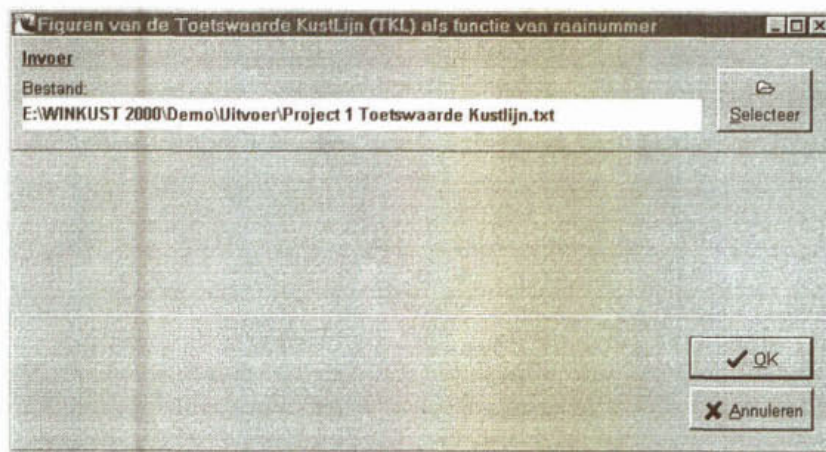 Figuren van de Toetswaarde KustLijn (TKL) als functie van raainummer
Invoer
Bestand:
E:\WINKUST 2000\Demo\Uitvoer\Project 1 Toetswaarde Kustlijn.txt
Selecteer
OK
Annuleren